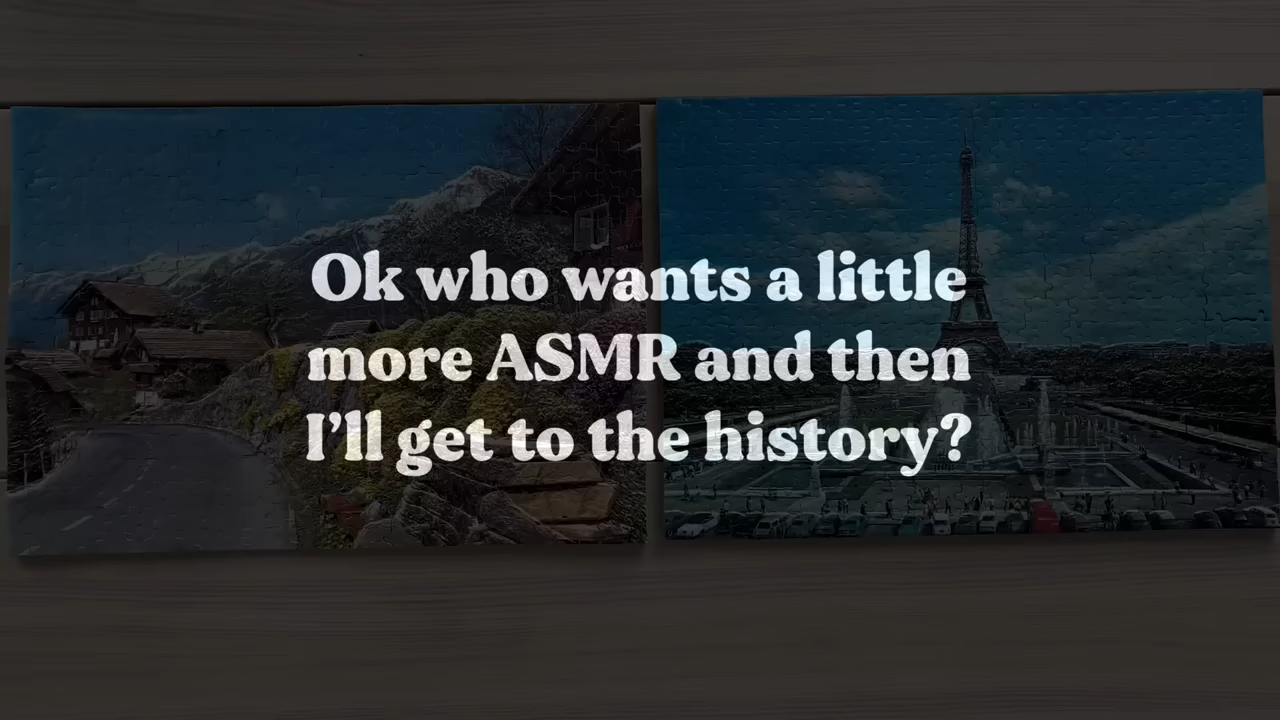 Ok who wants a little
more ASMR and then
I’ll get to the history?